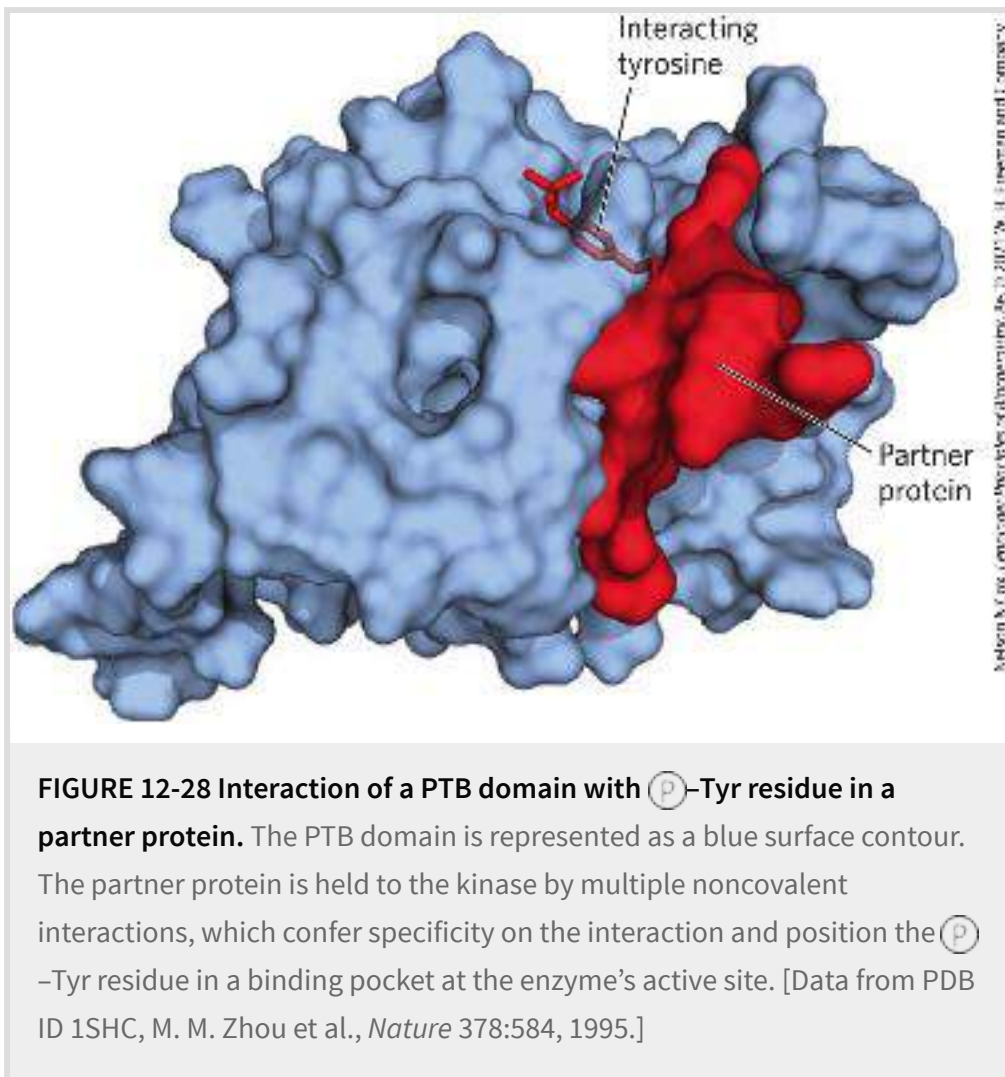 Interacting
tyrosine
Partner
protein
FIGURE 12-28 Interaction of a PTB domain with P–Tyr residue in a
partner protein. The PTB domain is represented as a blue surface contour.
The partner protein is held to the kinase by multiple noncovalent
interactions, which confer specificity on the interaction and position the P
–Tyr residue in a binding pocket at the enzyme’s active site. [Data from PDB
ID 1SHC, M. M. Zhou et al., Nature 378:584, 1995.]